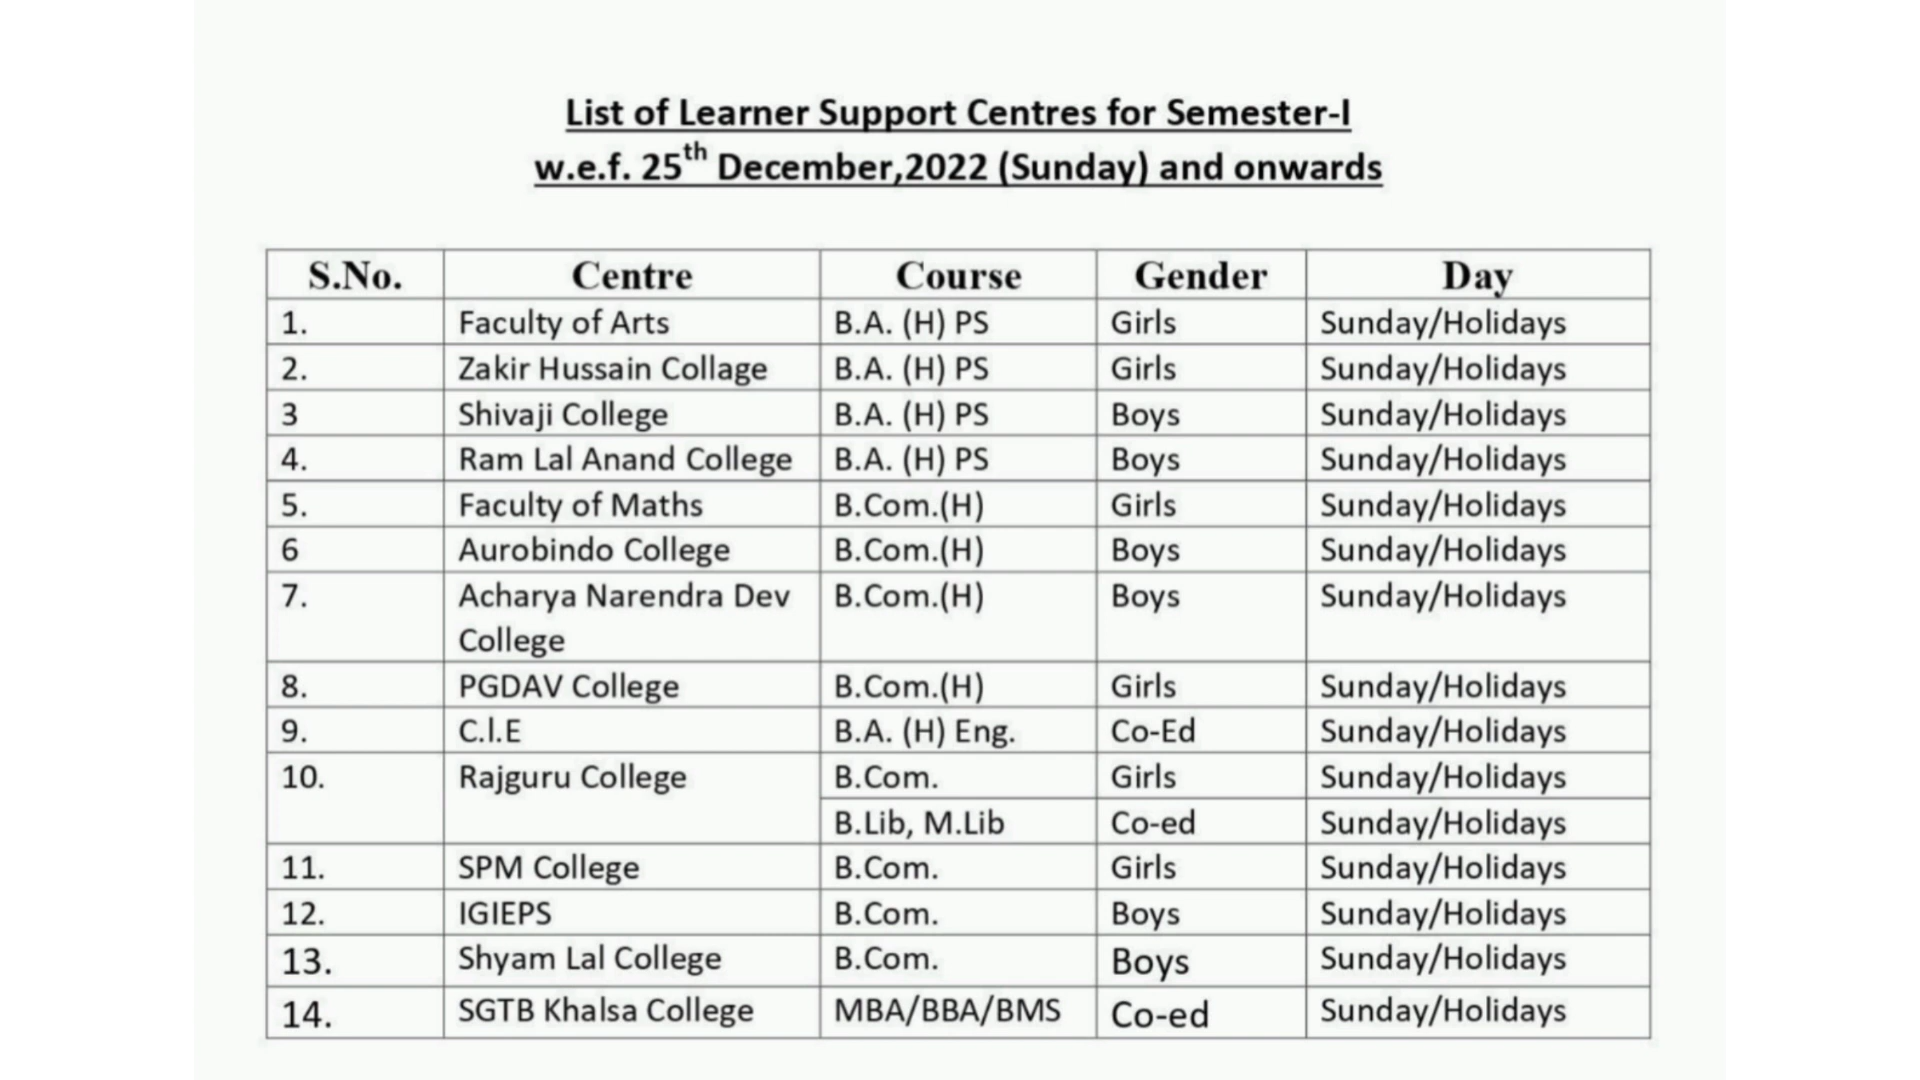 List of Learner Support Centres for Semester-I
w.e.f. 25th December,2022 (Sunday) and onwards
S.No. Centre Course Gender Day
1. Faculty of Arts B.A. (H) PS Girls Sunday/Holidays
2. Zakir Hussain Collage B.A. (H) PS Girls Sunday/Holidays
3 Shivaji College B.A. (H) PS Boys Sunday/Holidays
4. Ram Lal Anand College B.A. (H) PS Boys Sunday/Holidays
5. Faculty of Maths B.Com.(H) Girls Sunday/Holidays
6 Aurobindo College B.Com.(H) Boys Sunday/Holidays
7. Acharya Narendra Dev B.Com.(H) Boys Sunday/Holidays
College
8. PGDAV College B.Com.(H) Girls Sunday/Holidays
9. C.l.E B.A. (H) Eng. Co-Ed Sunday/Holidays
10. Rajguru College B.Com. Girls Sunday/Holidays
B.Lib, M.Lib Co-ed Sunday/Holidays
11. SPM College B.Com. Girls Sunday/Holidays
12. IGIEPS B.Com. Boys Sunday/Holidays
13. Shyam Lal College B.Com. Boys Sunday/Holidays
14. SGTB Khalsa College MBA/BBA/BMS Co-ed Sunday/Holidays